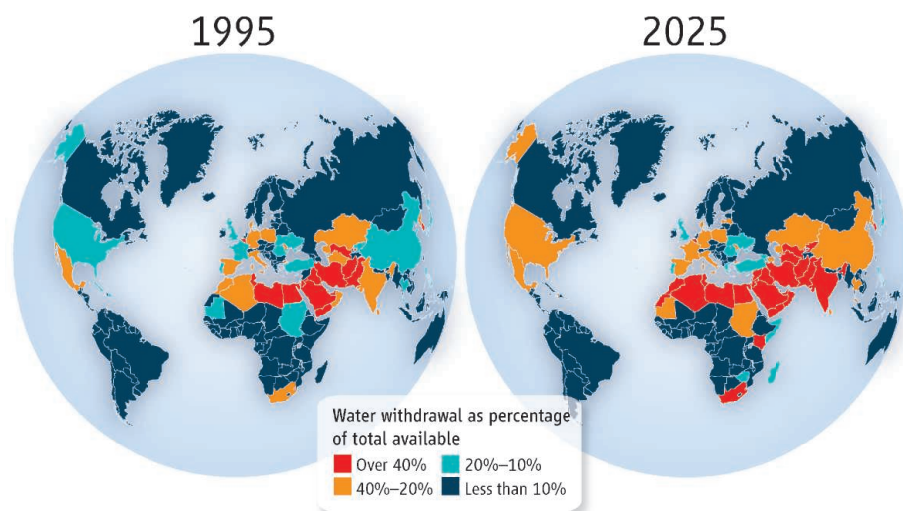 1995
2025
Water withdrawal as percentage
of total available
Over 40%
20%–10%
40%–20%
Less than 10%